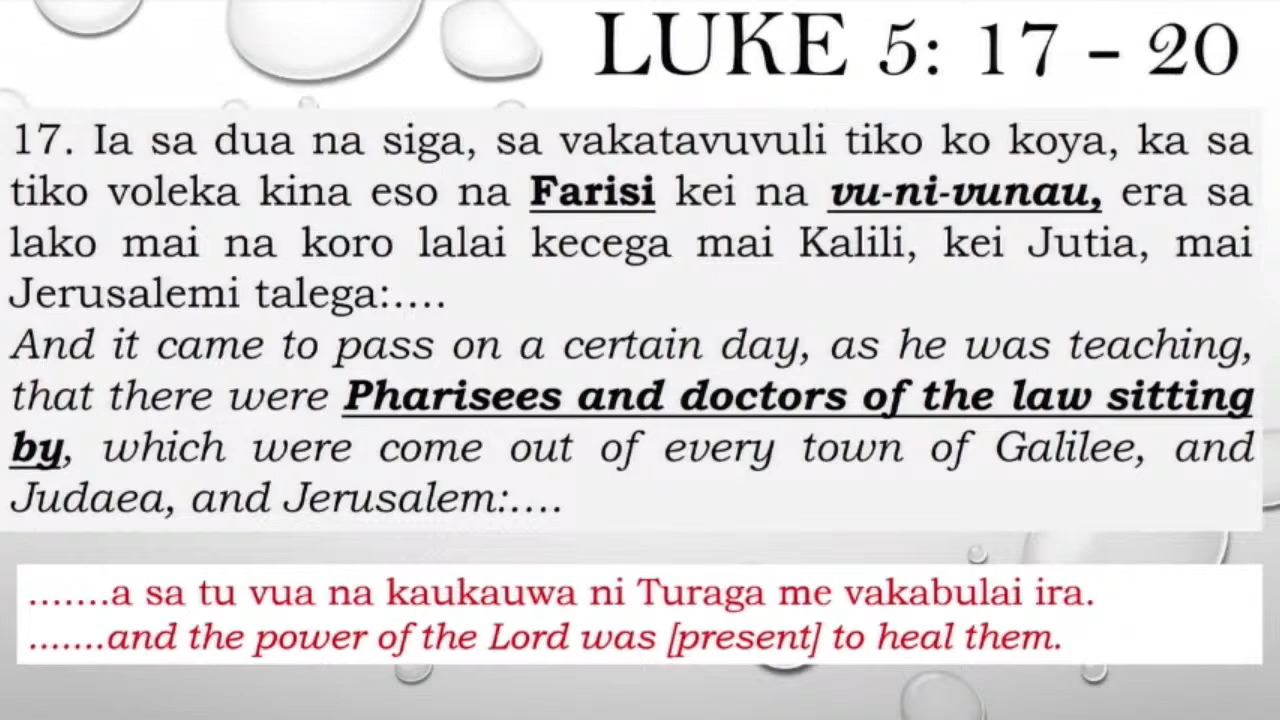 LUKE 5: 17 – 20
17. Ia sa dua na siga, sa vakatavuvuli tiko ko koya, ka sa
tiko voleka kina eso na Farisi kei na vu-ni-vunau, era sa
lako mai na koro lalai kecega mai Kalili, kei Jutia, mai
Jerusalemi talega:....
And it came to pass on a certain day, as he was teaching,
that there were Pharisees and doctors of the law sitting
by, which were come out of every town of Galilee, and
Judaea, and Jerusalem:....
.......a sa tu vua na kaukauwa ni Turaga me vakabulai ira.
.......and the power of the Lord was [present] to heal them.